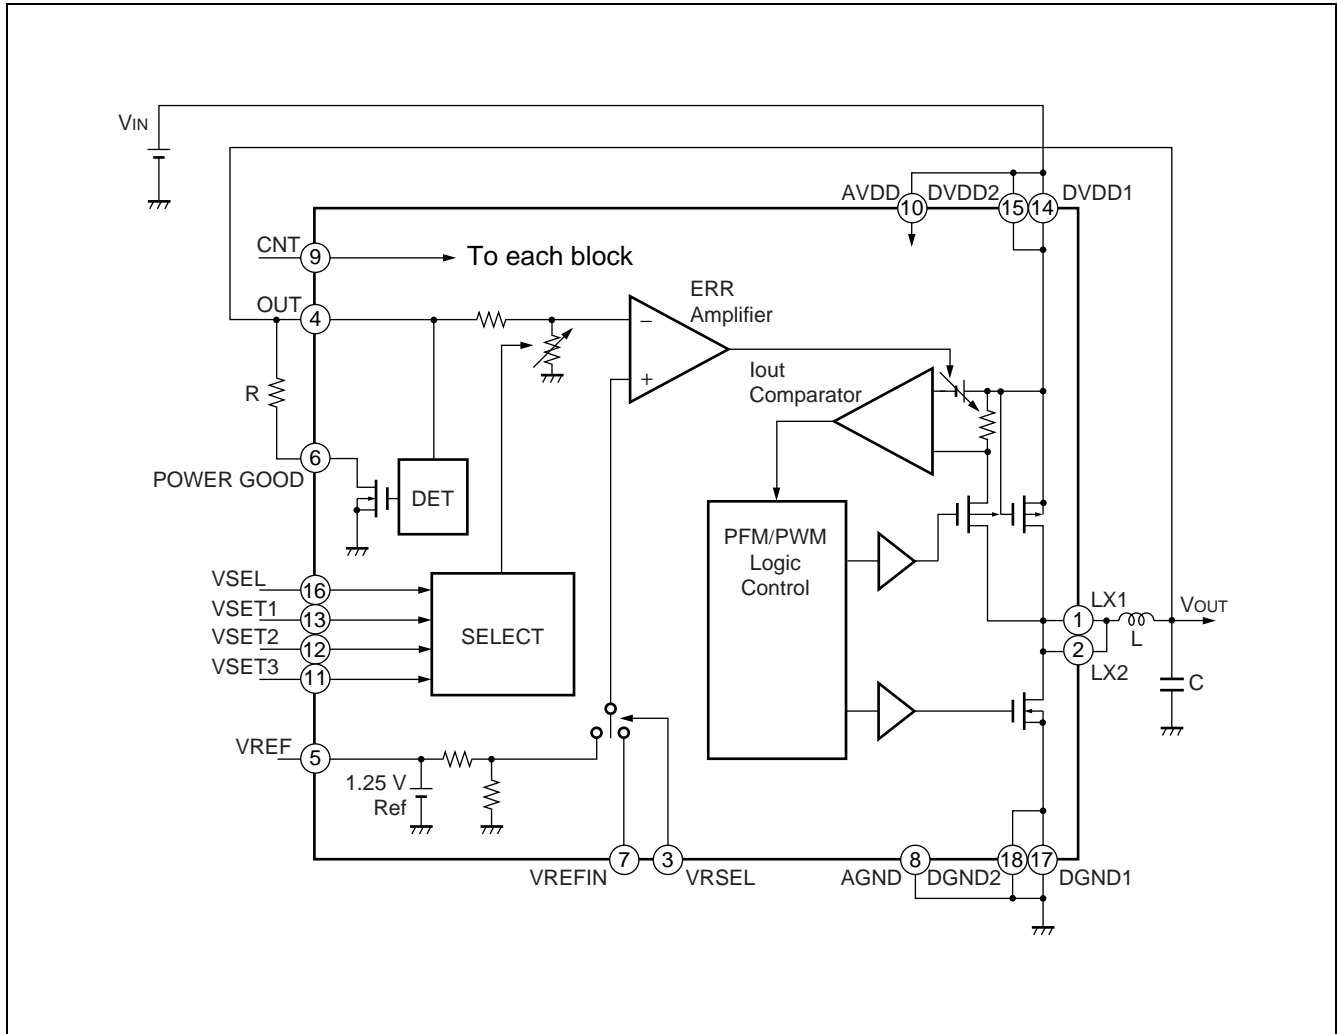 VIN
AVDD
DVDD2
DVDD1
10
15
14
CNT
9
To each block
OUT
4
ERR
Amplifier
−
+
Iout
Comparator
−
R
6
POWER GOOD
DET
PFM/PWM
Logic
Control
VSEL
16
VSET1
13
VSET2
12
VSET3
11
SELECT
1
LX1
2
LX2
L
VOUT
C
VREF
5
1.25 V
Ref
7
3
8
18
17
VREFIN
VRSEL
AGND
DGND2
DGND1